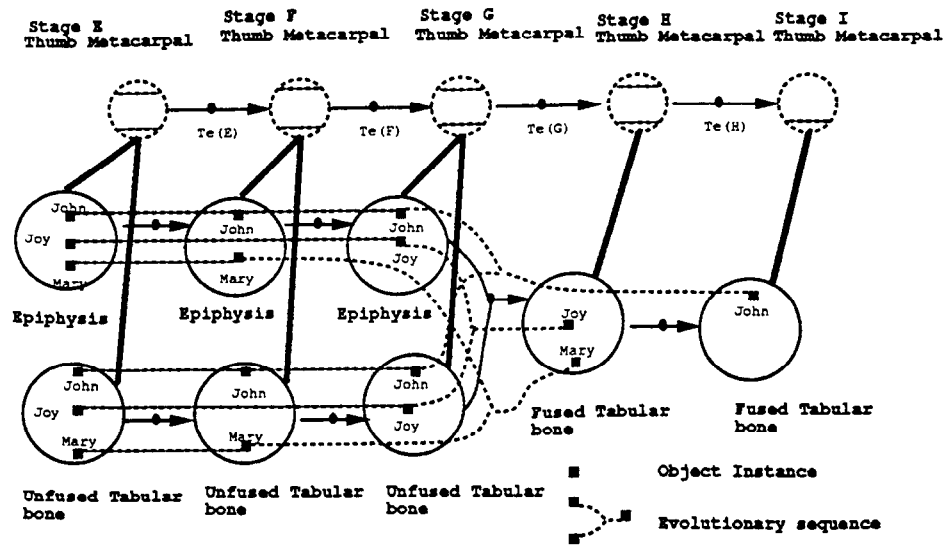 Stage E
Thumb Metacarpal
Stage F
Thumb Metacarpal
Stage G
Thumb Metacarpal
Stage H
Thumb Metacarpal
Stage I
Thumb Metacarpal
Te(E)
Te(F)
Te(G)
Te(H)
John
Joy
Mary
Epiphysis
John
Mary
Epiphysis
John
Joy
Epiphysis
Joy
Mary
Fused Tabular
bone
John
Fused Tabular
bone
John
Joy
Mary
Unfused Tabular
bone
John
Mary
Unfused Tabular
bone
John
Joy
Unfused Tabular
bone
Object Instance
Evolutionary sequence